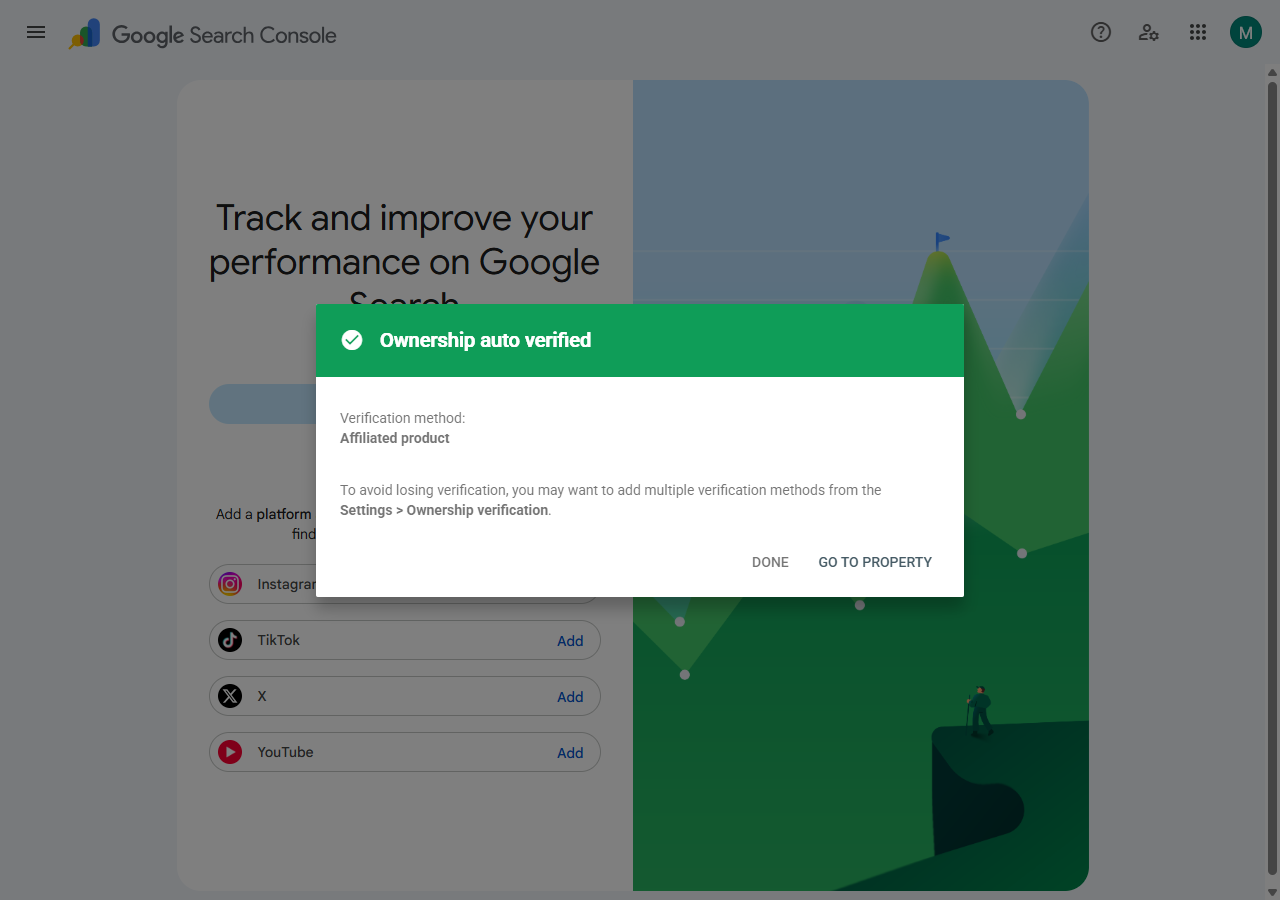 Google Search Console
M
Track and improve your
performance on Google
Search
Ownership auto verified
Verification method:
Affiliated product
To avoid losing verification, you may want to add multiple verification methods from the
Settings > Ownership verification.
DONE
GO TO PROPERTY
Add a platform
find
Instagram
TikTok
Add
X
Add
YouTube
Add